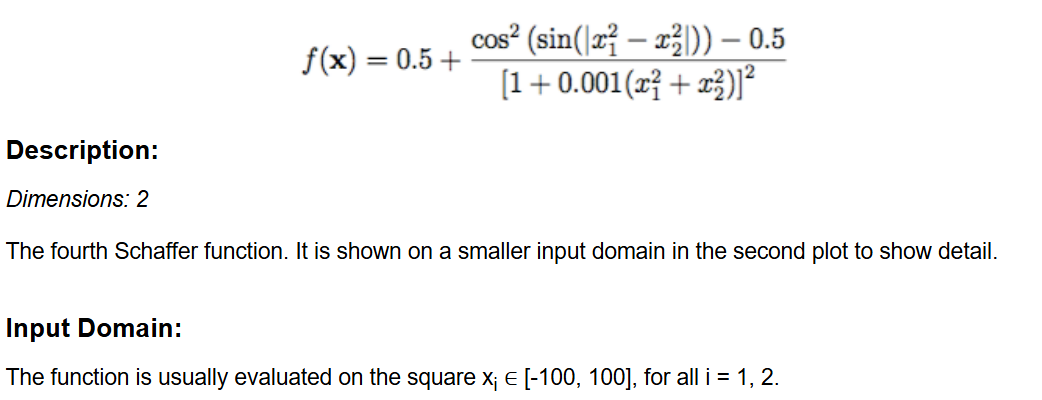 f(x) = 0.5 + \frac{cos² (sin(|x₁² − x₂²|)) − 0.5}{[1 + 0.001(x₁² + x₂²)]²}
Description:
Dimensions: 2
The fourth Schaffer function. It is shown on a smaller input domain in the second plot to show detail.
Input Domain:
The function is usually evaluated on the square xᵢ ∈ [-100, 100], for all i = 1, 2.